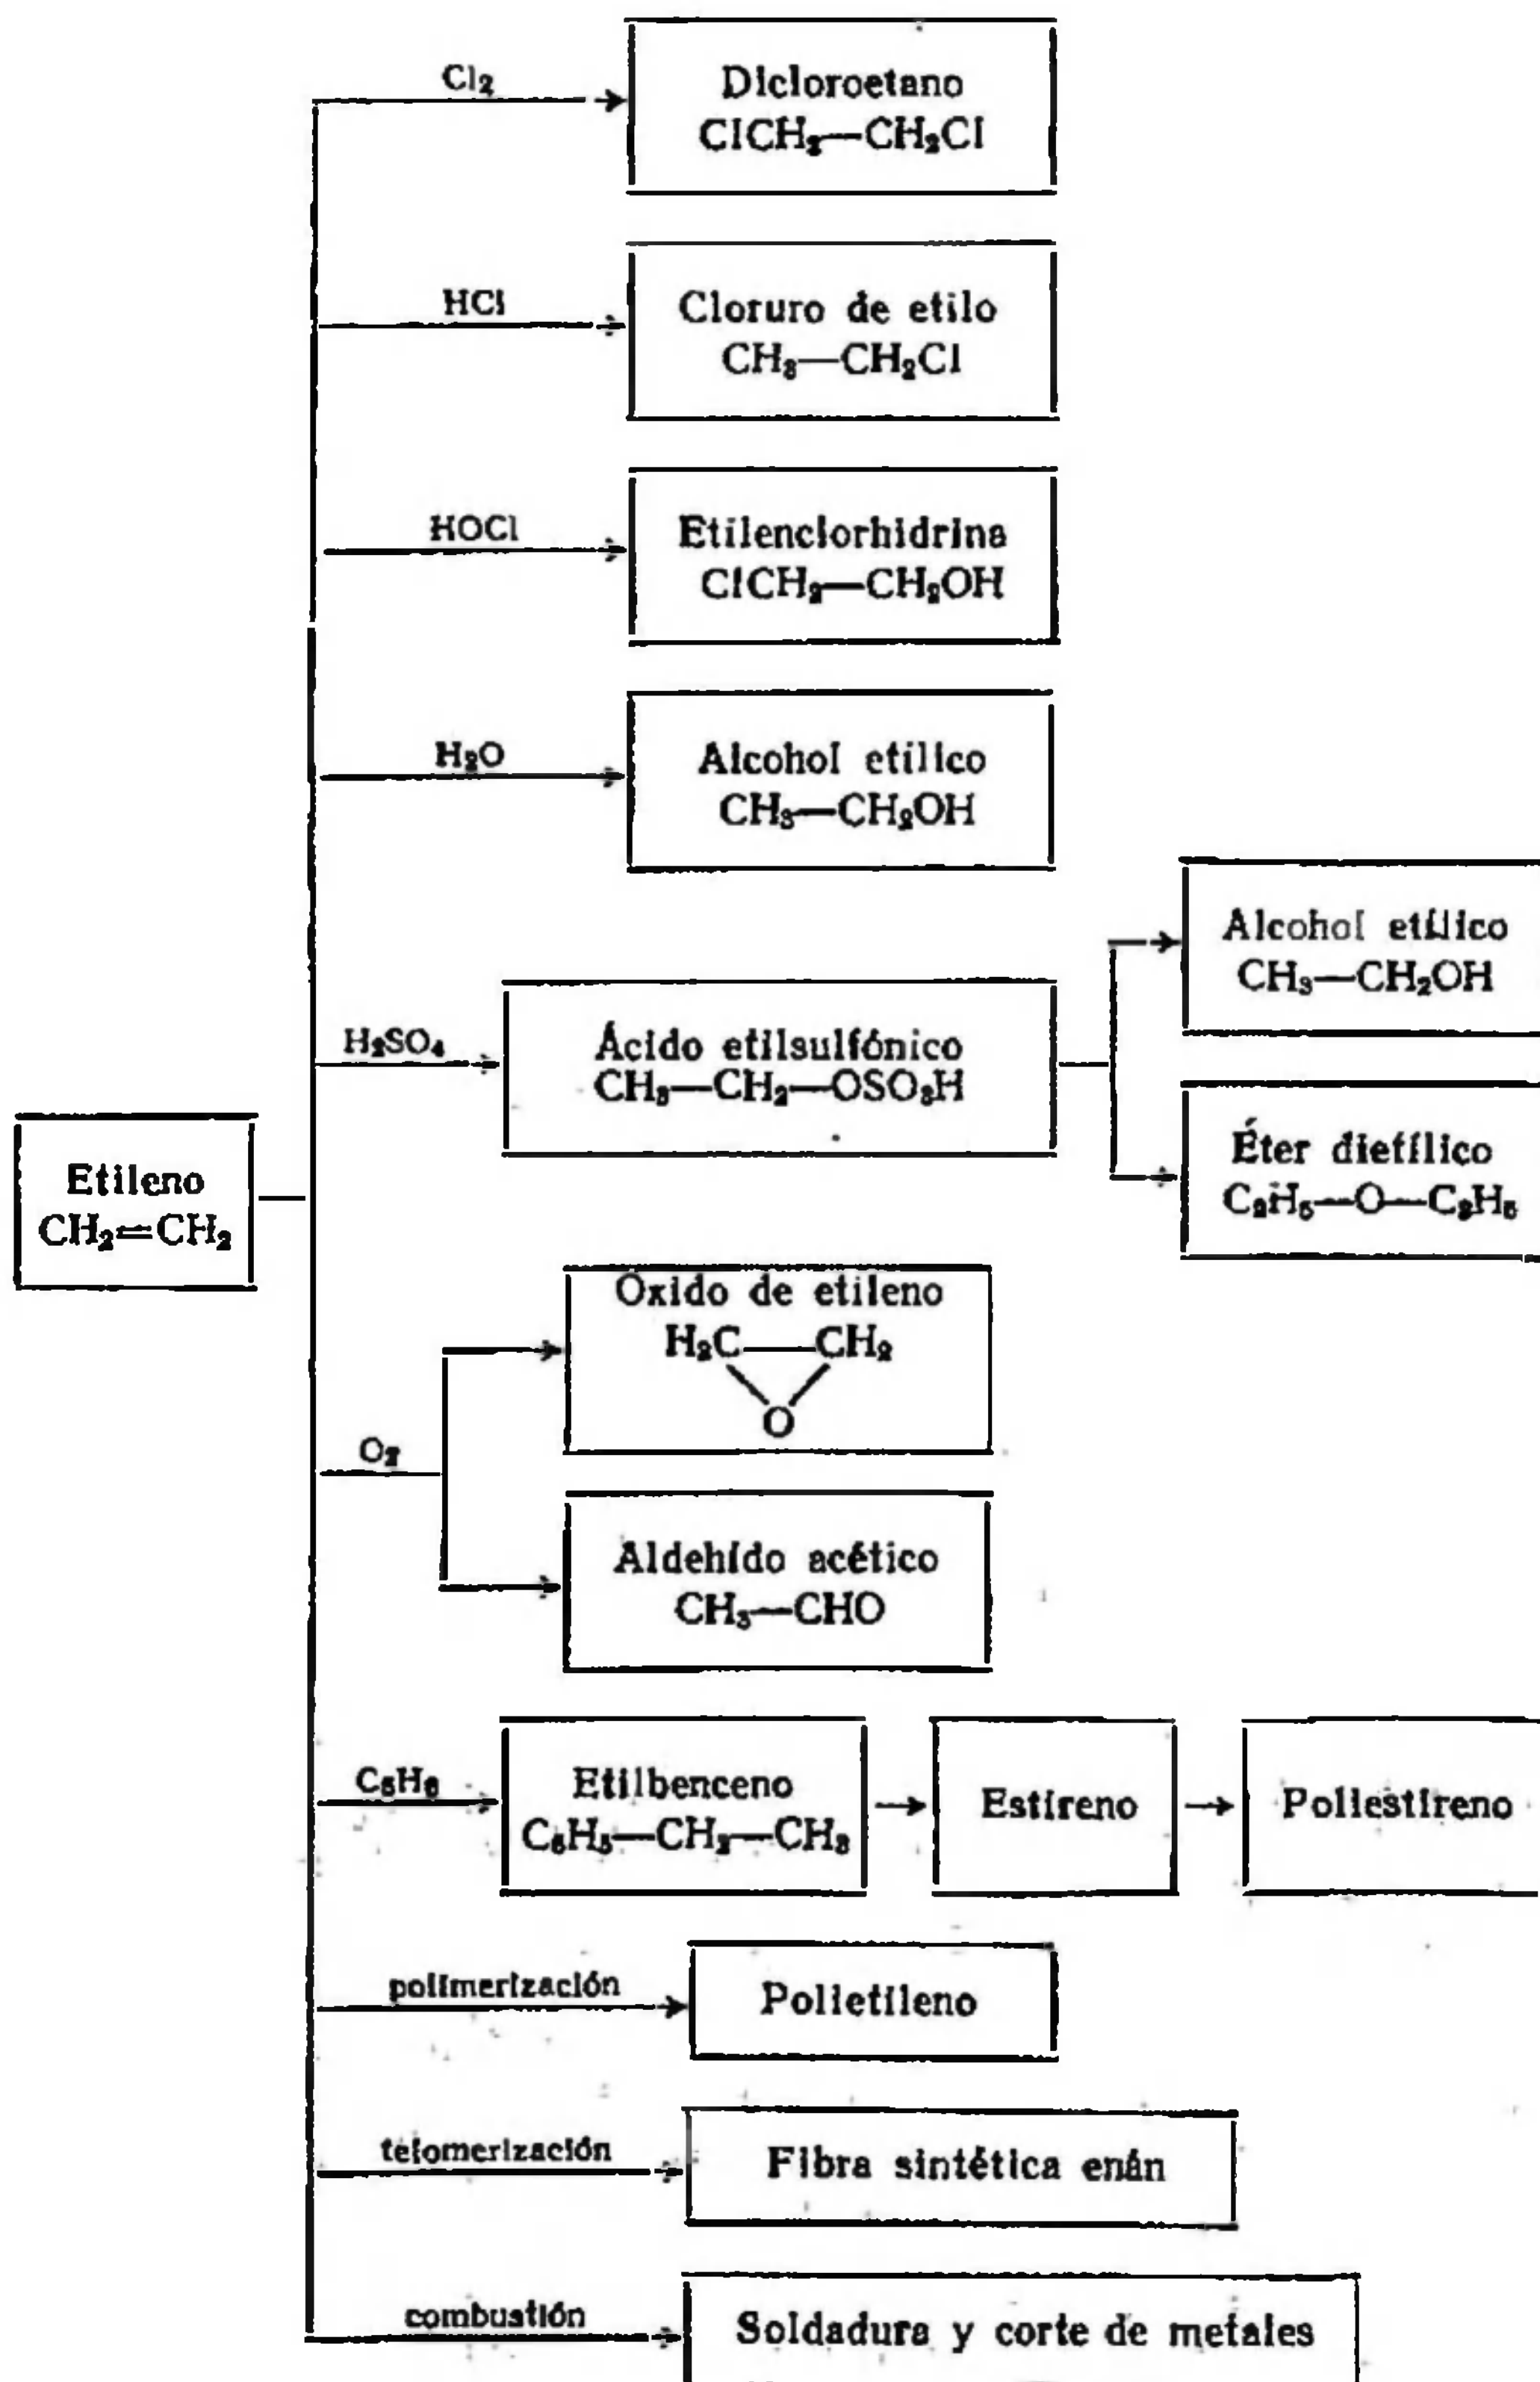 Cl₂
Dicloroetano
ClCH₂—CH₂Cl
HCl
Cloruro de etilo
CH₃—CH₂Cl
HOCl
Etilenclorhidrina
ClCH₂—CH₂OH
H₂O
Alcohol etílico
CH₃—CH₂OH
Alcohol etílico
CH₃—CH₂OH
H₂SO₄
Ácido etilsulfónico
CH₃—CH₂—OSO₃H
Éter dietílico
C₂H₅—O—C₂H₅
Etileno
CH₂=CH₂
Oxido de etileno
H₂C—CH₂
O
O₂
Aldehído acético
CH₃—CHO
C₆H₆
Etilbenceno
C₆H₅—CH₂—CH₃
Estireno
Poliestireno
polimerización
Polietileno
telomerización
Fibra sintética enán
combustión
Soldadura y corte de metales